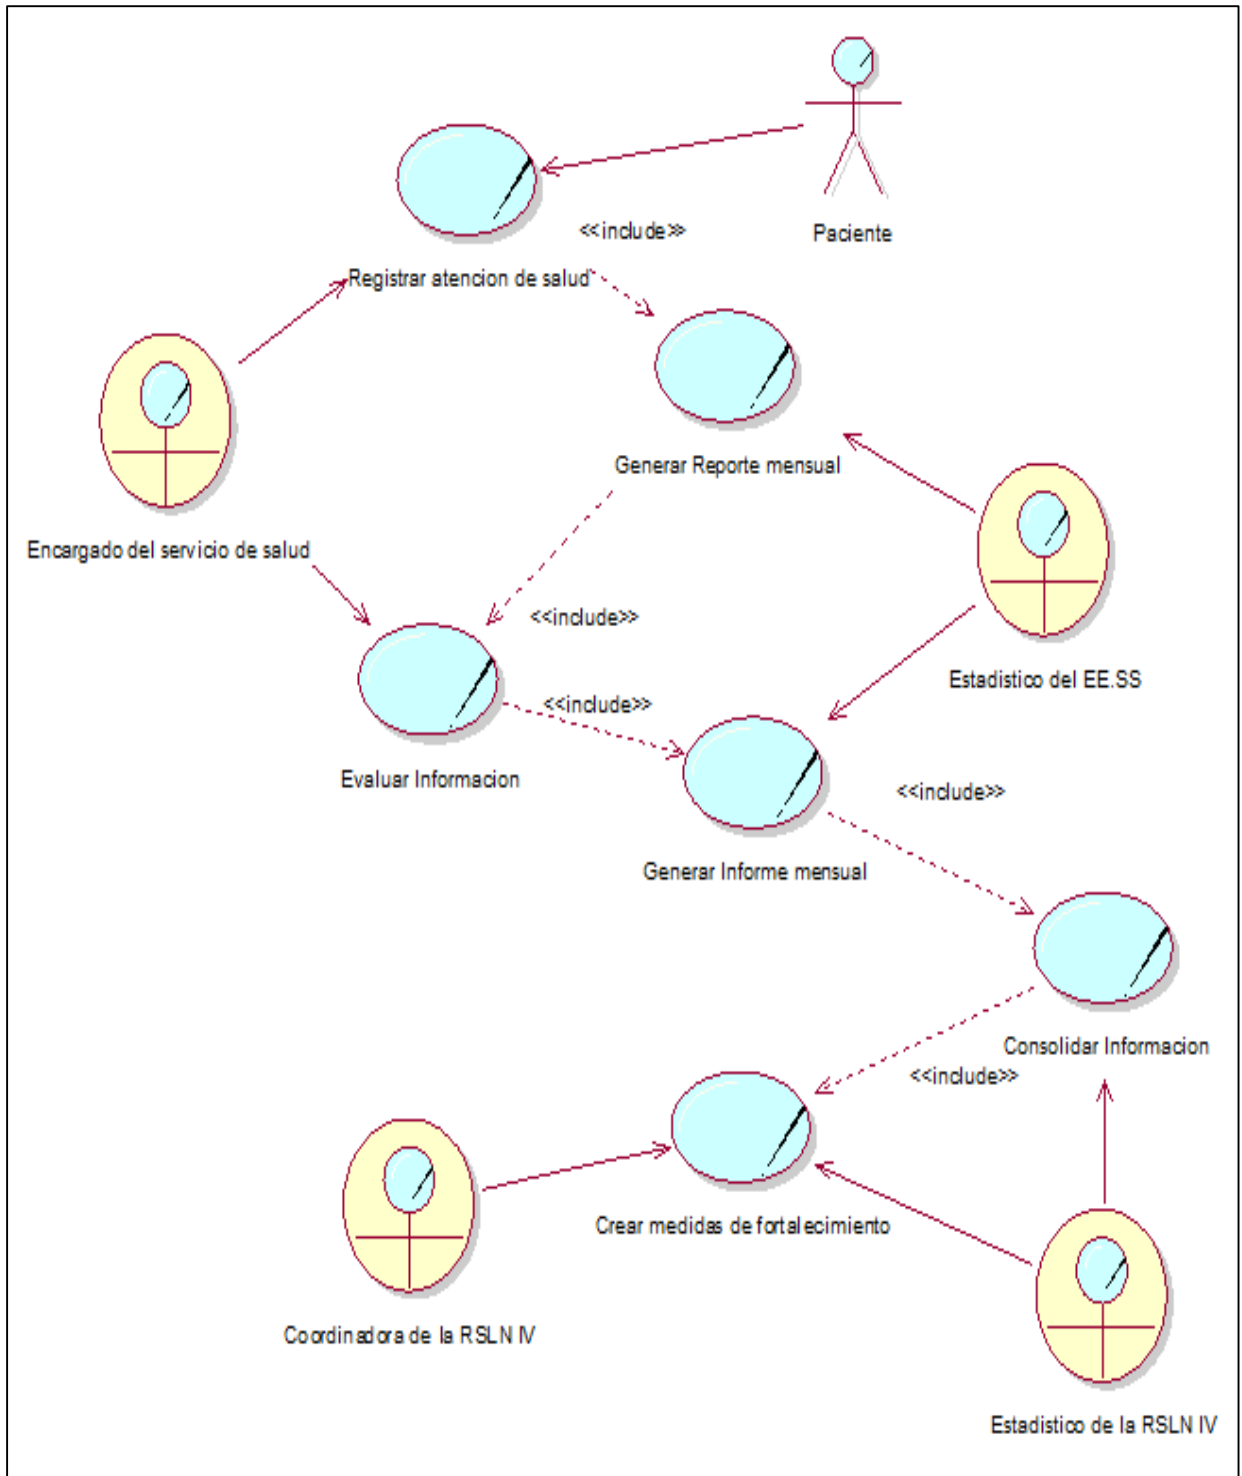 <<include>>
Paciente
Registrar atencion de salud
Generar Reporte mensual
Encargado del servicio de salud
<<include>>
Estadistico del EE.SS
<<include>>
Evaluar Informacion
<<include>>
Generar Informe mensual
Consolidar Informacion
<<include>>
Crear medidas de fortalecimiento
Coordinadora de la RSLN IV
Estadistico de la RSLN IV